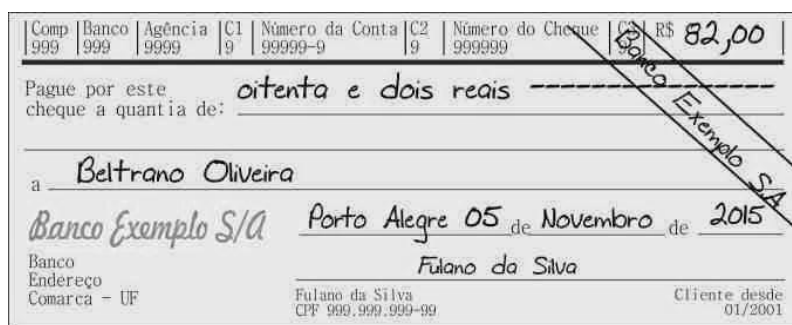 Comp Banco Agência C1 Número da Conta C2 Número do Cheque C3 R$ 82,00
999 999 9999 9 99999-9 9 999999 9
Banco Exemplo S.A
Pague por este oitenta e dois reais ----------------
cheque a quantia de:
a Beltrano Oliveira
Banco Exemplo S/A Porto Alegre 05 de Novembro de 2015
Banco Fulano da Silva
Endereço
Comarca - UF Fulano da Silva Cliente desde
CPF 999.999.999-99 01/2001